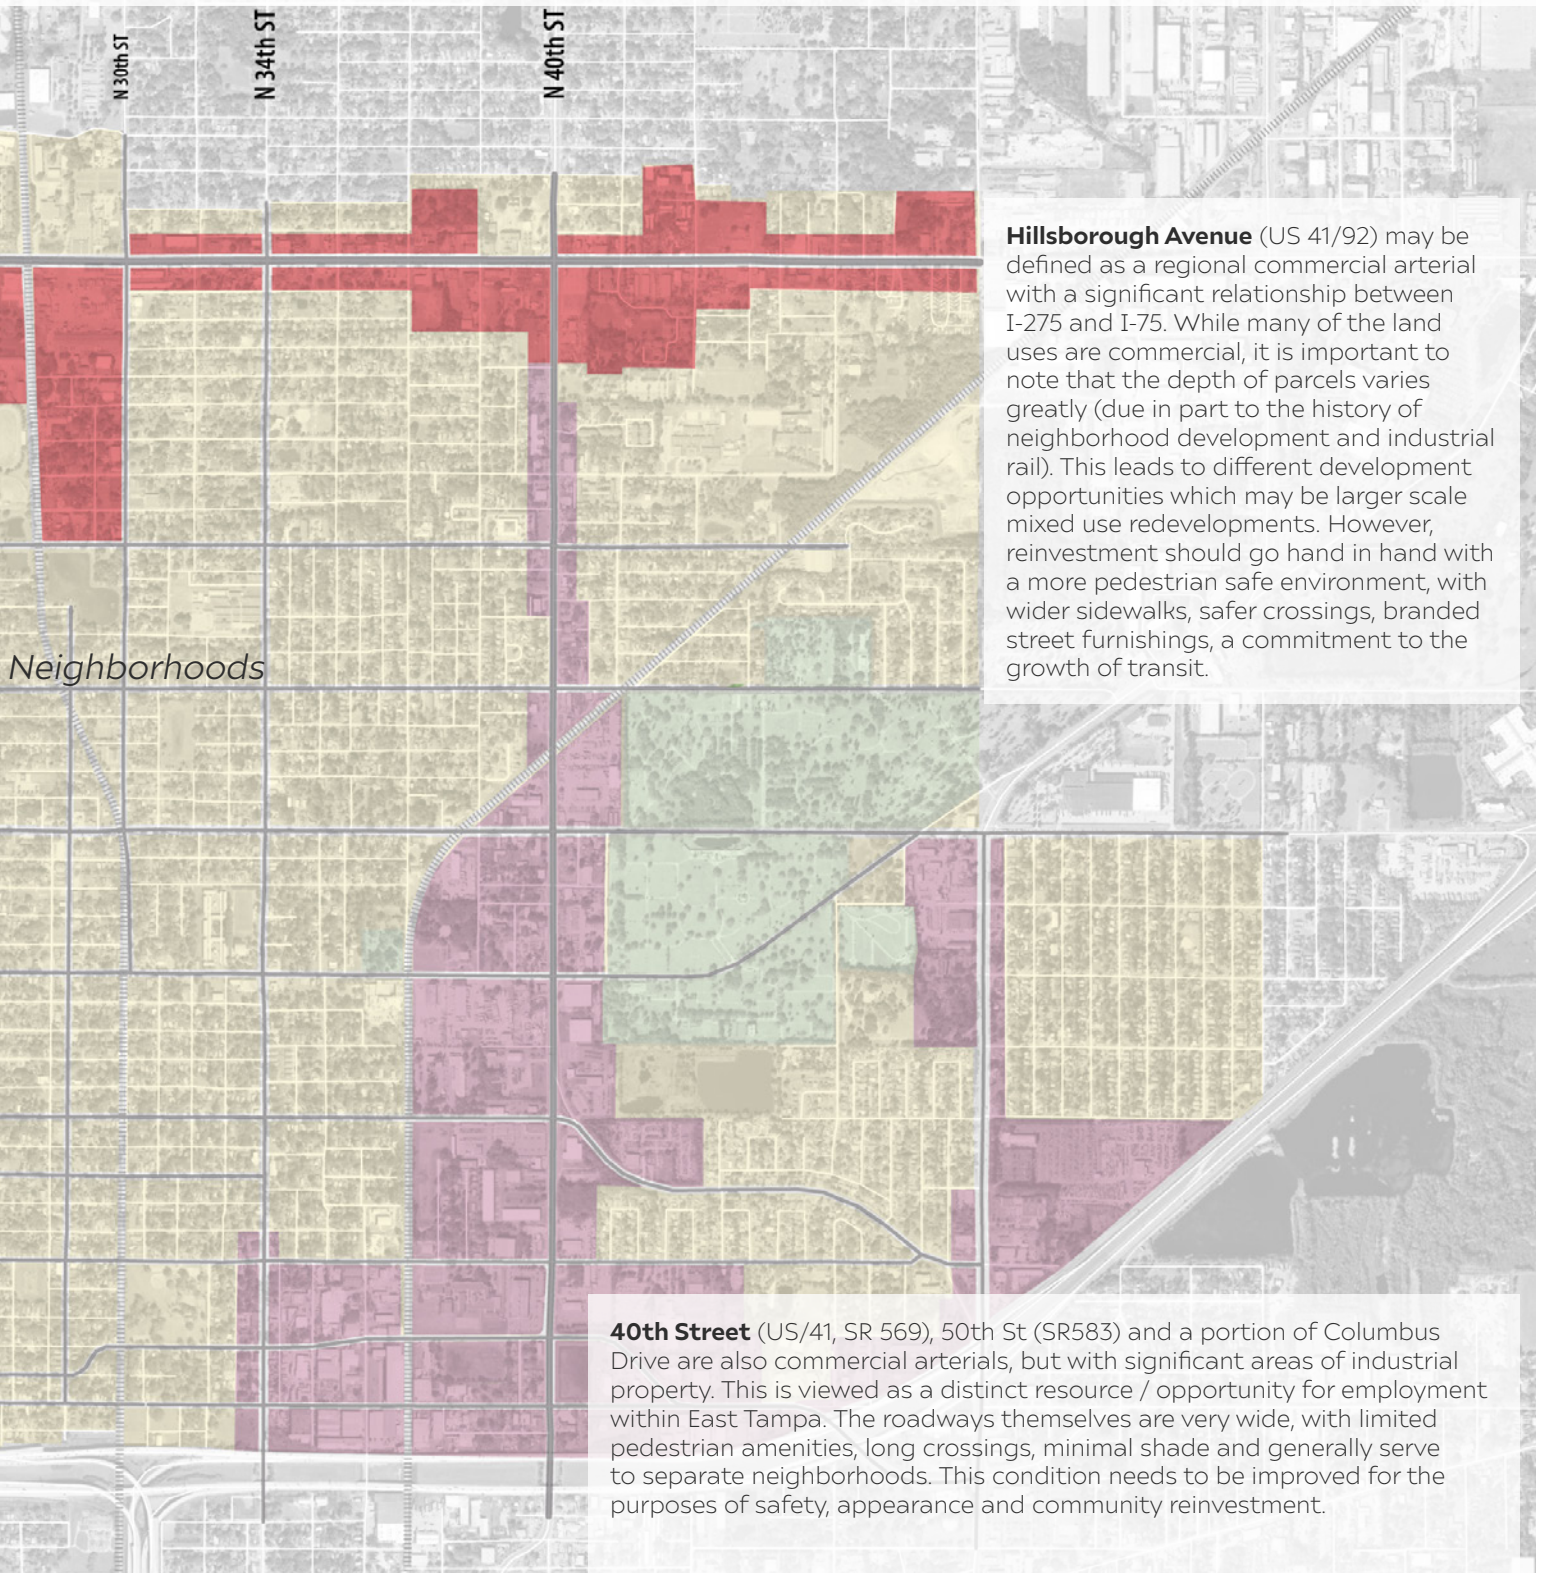 N 30th ST
N 34th ST
N 40th ST
Hillsborough Avenue (US 41/92) may be
defined as a regional commercial arterial
with a significant relationship between
I-275 and I-75. While many of the land
uses are commercial, it is important to
note that the depth of parcels varies
greatly (due in part to the history of
neighborhood development and industrial
rail). This leads to different development
opportunities which may be larger scale
mixed use redevelopments. However,
reinvestment should go hand in hand with
a more pedestrian safe environment, with
wider sidewalks, safer crossings, branded
street furnishings, a commitment to the
growth of transit.
Neighborhoods
40th Street (US/41, SR 569), 50th St (SR583) and a portion of Columbus
Drive are also commercial arterials, but with significant areas of industrial
property. This is viewed as a distinct resource / opportunity for employment
within East Tampa. The roadways themselves are very wide, with limited
pedestrian amenities, long crossings, minimal shade and generally serve
to separate neighborhoods. This condition needs to be improved for the
purposes of safety, appearance and community reinvestment.